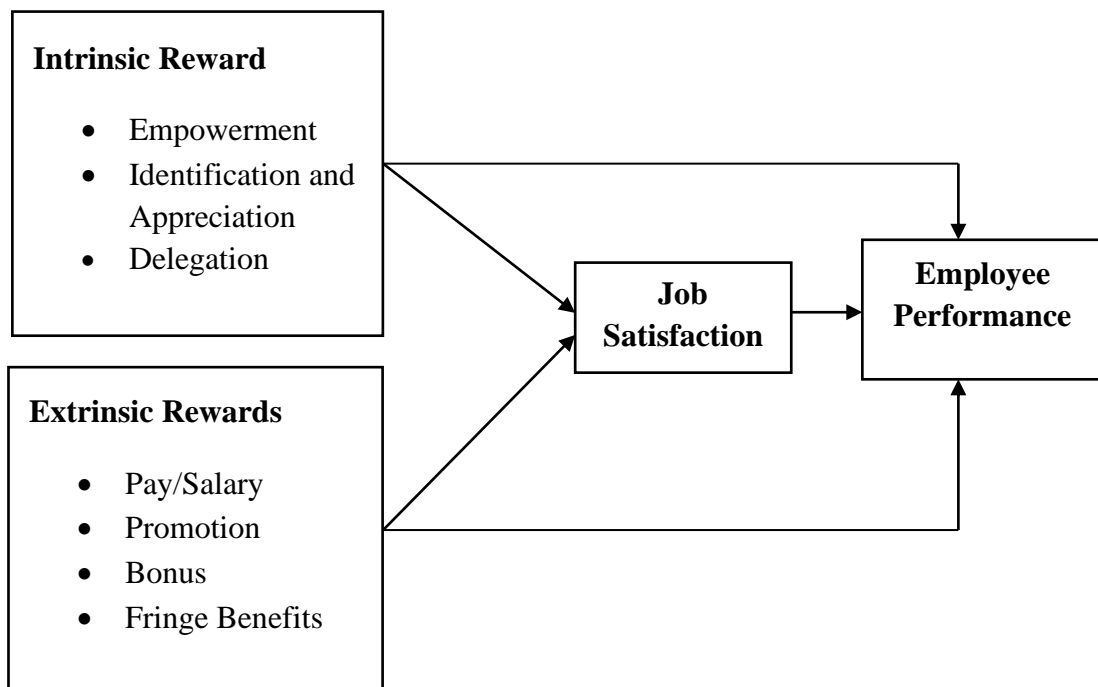 Intrinsic Reward
• Empowerment
• Identification and
Appreciation
• Delegation
Job
Satisfaction
Employee
Performance
Extrinsic Rewards
• Pay/Salary
• Promotion
• Bonus
• Fringe Benefits